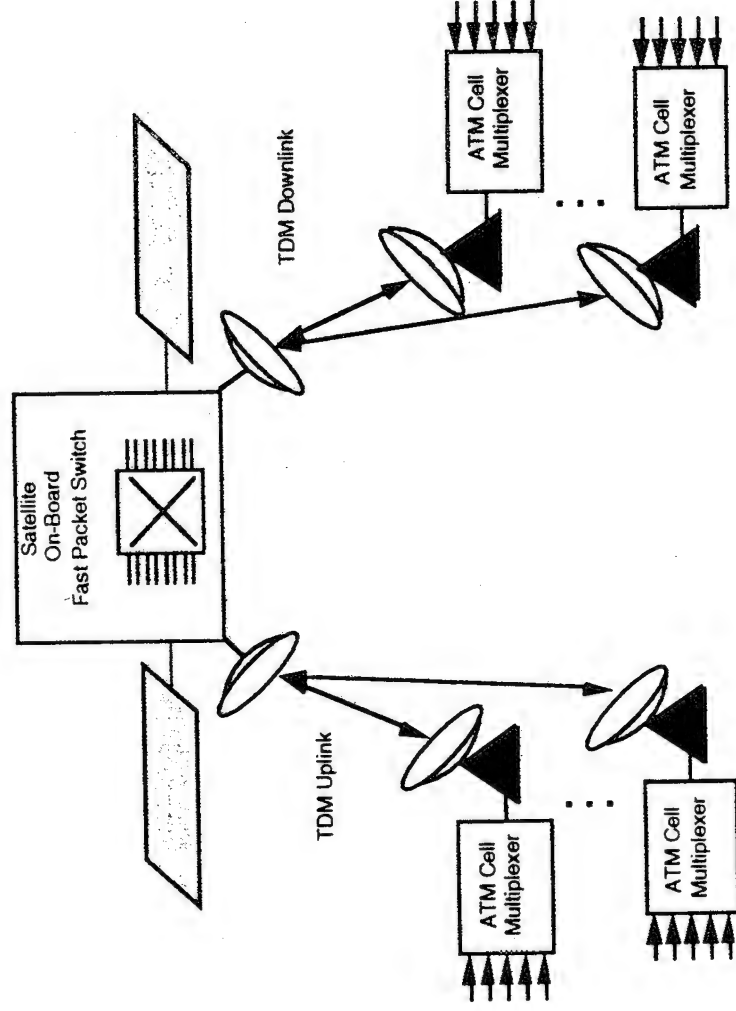 Satellite
On-Board
Fast Packet Switch
TDM Uplink
TDM Downlink
ATM Cell
Multiplexer
ATM Cell
Multiplexer
ATM Cell
Multiplexer
ATM Cell
Multiplexer